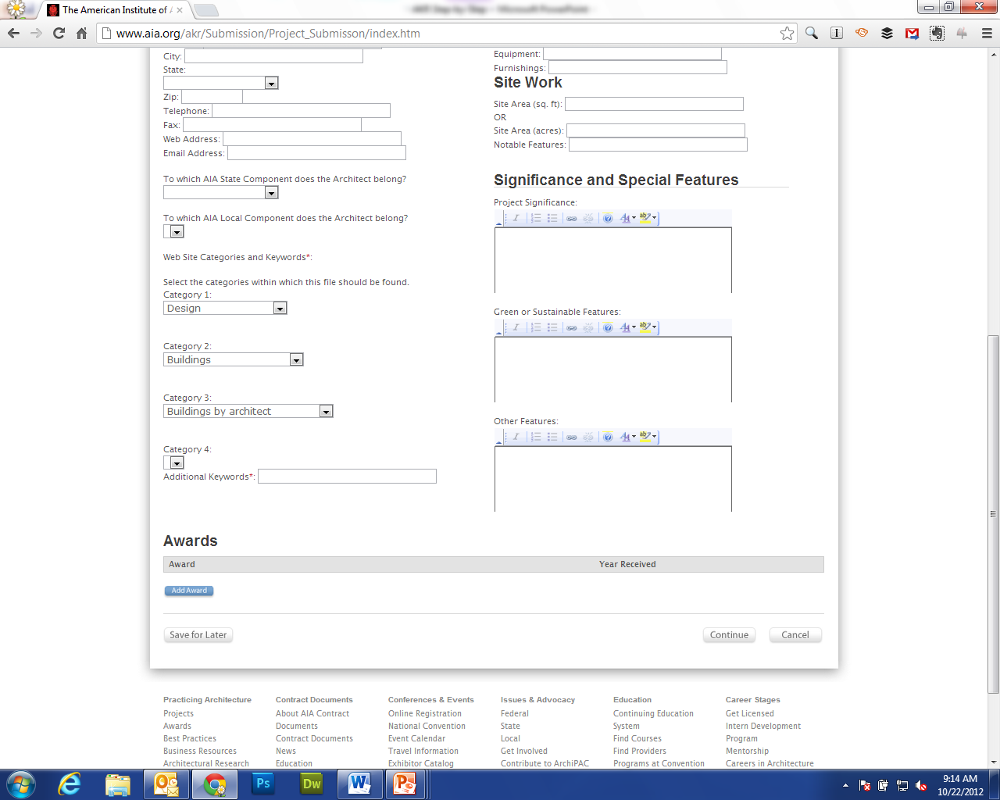 The American Institute of A
AKR Step-by-Step - Microsoft PowerPoint
www.aia.org/akr/Submission/Project_Submisson/index.htm
City:
State:
Zip:
Telephone:
Fax:
Web Address:
Email Address:
To which AIA State Component does the Architect belong?
To which AIA Local Component does the Architect belong?
Web Site Categories and Keywords*:
Select the categories within which this file should be found.
Category 1:
Design
Category 2:
Buildings
Category 3:
Buildings by architect
Category 4:
Additional Keywords*:
Equipment:
Furnishings:
Site Work
Site Area (sq. ft):
OR
Site Area (acres):
Notable Features:
Significance and Special Features
Project Significance:
Green or Sustainable Features:
Other Features:
Awards
Award Year Received
Add Award
Save for Later Continue Cancel
Practicing Architecture
Projects
Awards
Best Practices
Business Resources
Architectural Research
Contract Documents
About AIA Contract
Documents
Contract Documents
News
Education
Conferences & Events
Online Registration
National Convention
Event Calendar
Travel Information
Exhibitor Catalog
Issues & Advocacy
Federal
State
Local
Get Involved
Contribute to ArchiPAC
Education
Continuing Education
System
Find Courses
Find Providers
Programs at Convention
Career Stages
Get Licensed
Intern Development
Program
Mentorship
Careers in Architecture
Ps
Dw
9:14 AM
10/22/2012